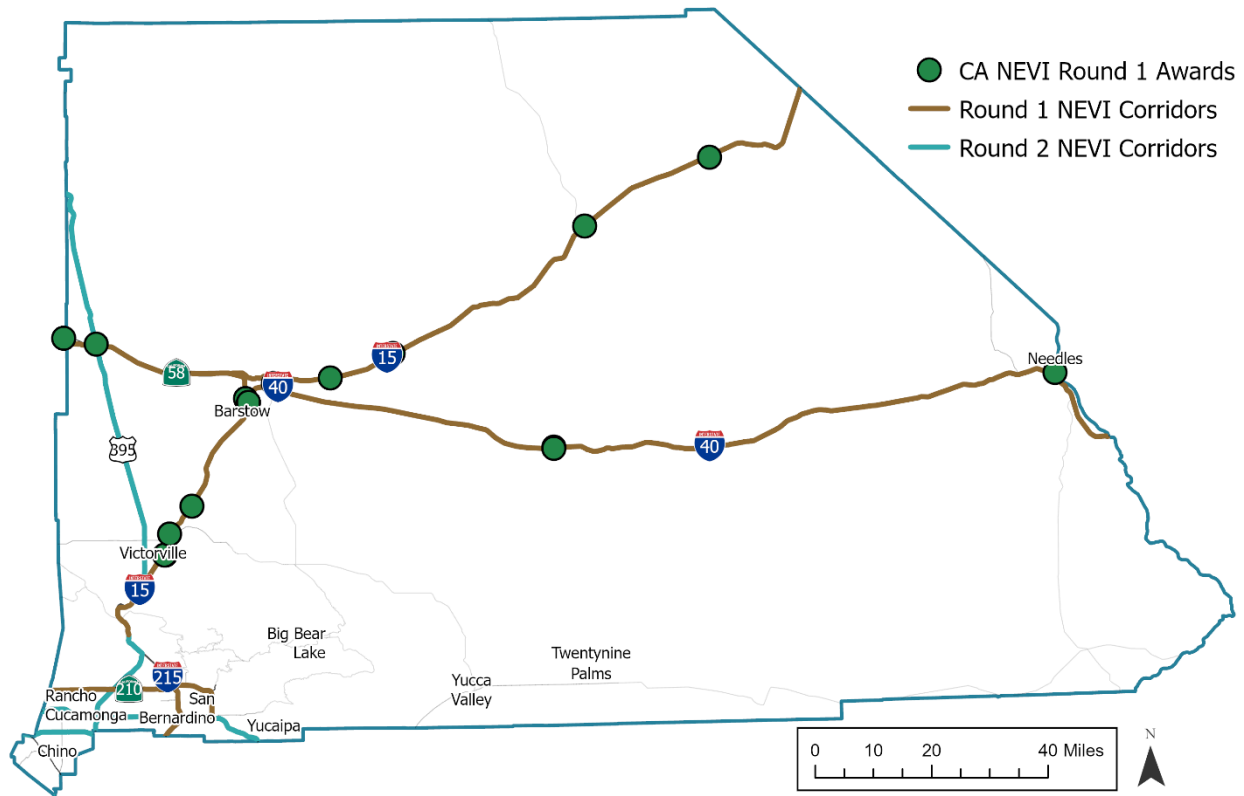 CA NEVI Round 1 Awards
Round 1 NEVI Corridors
Round 2 NEVI Corridors
15
Needles
58
40
Barstow
395
40
Victorville
15
Big Bear
Lake
Twentynine
Palms
215
210
Rancho
Cucamonga
San
Bernardino
Yucca
Valley
Yucaipa
Chino
0 10 20 40 Miles
N